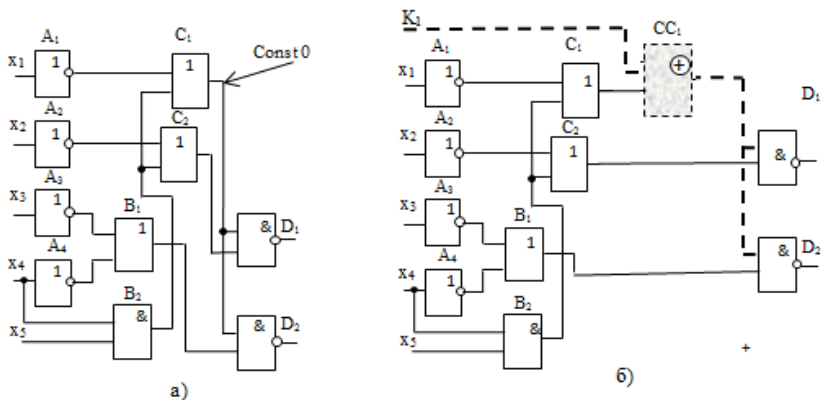 A₁
C₁
Const 0
x₁
1
1
A₂
C₂
x₂
1
1
A₃
x₃
1
B₁
A₄
1
&
D₁
x₄
1
B₂
&
D₂
x₅
&
а)
K₁
CC₁
A₁
C₁
x₁
1
1
+
D₁
A₂
C₂
x₂
1
1
&
A₃
x₃
1
B₁
A₄
1
D₂
x₄
1
&
B₂
x₅
&
+
б)